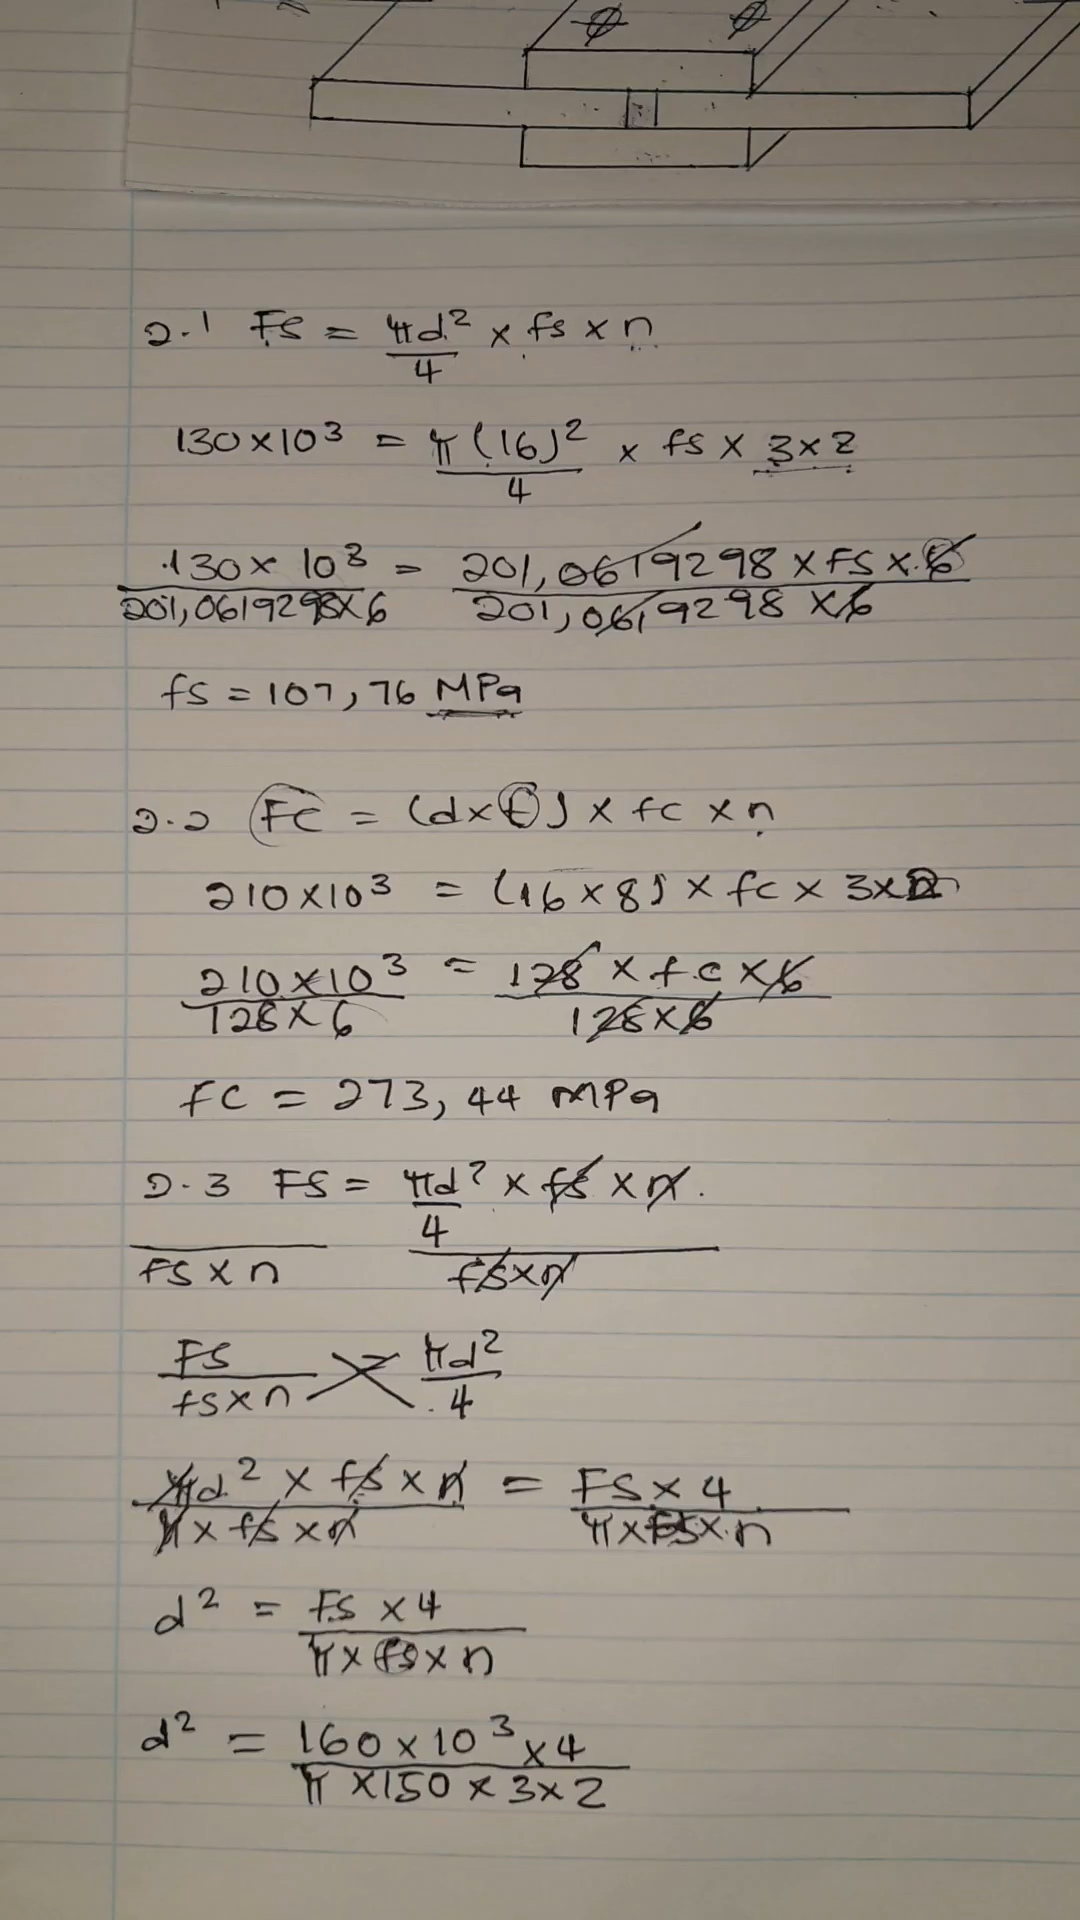 2.1 Fs = πd² × fs × n
4
130×10³ = π(16)² × fs × 3×2
4
130× 10³ = 201,0619298 × fs × 6
201,0619298×6 201,0619298 ×6
fs = 107,76 MPa
2.2 Fc = (d×t) × fc × n
210×10³ = (16 × 8) × fc × 3×2
210×10³ = 128 × fc × 6
128×6 128×6
FC = 273,44 MPa
2.3 FS = πd² × fs × n
4
fs × n fs×n
FS = πd²
fs×n 4
πd² × fs × n = FS × 4
π× fs ×n π×fs×n
d² = FS ×4
π× fs× n
d² = 160×10³ ×4
π ×150 × 3×2